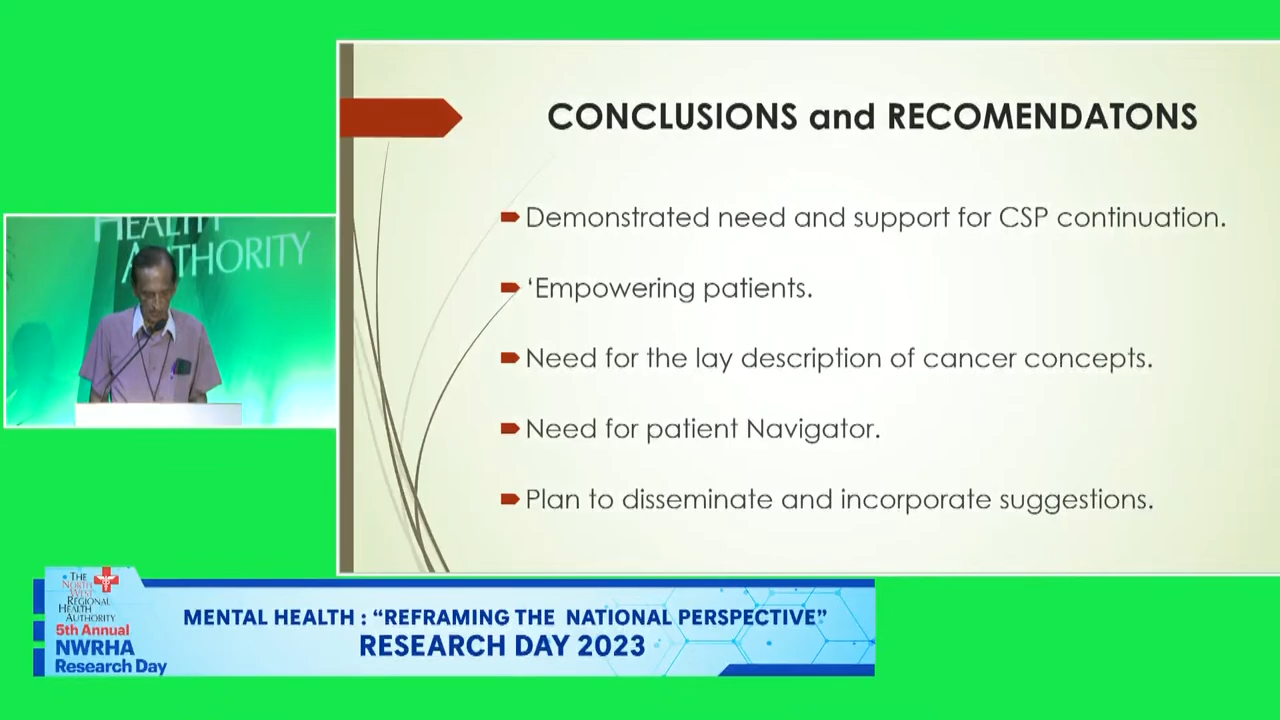 CONCLUSIONS and RECOMENDATONS
Demonstrated need and support for CSP continuation.
‘Empowering patients.
Need for the lay description of cancer concepts.
Need for patient Navigator.
Plan to disseminate and incorporate suggestions.
HEALTH
AUTHORITY
THE
NORTH
WEST
REGIONAL
HEALTH
AUTHORITY
5th Annual
NWRHA
Research Day
MENTAL HEALTH : “REFRAMING THE NATIONAL PERSPECTIVE”
RESEARCH DAY 2023